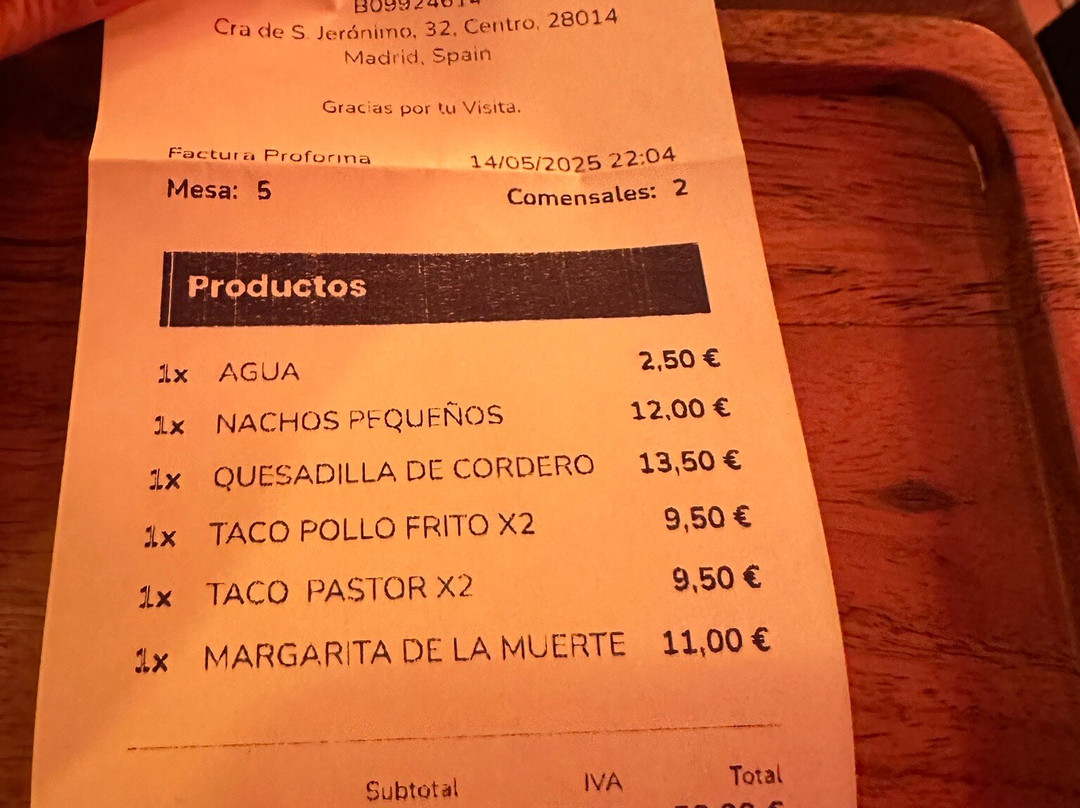 Cra de S. Jerónimo, 32, Centro, 28014
Madrid, Spain
Gracias por tu Visita.
Factura Proforma 14/05/2025 22:04
Mesa: 5 Comensales: 2
Productos
1x AGUA 2,50 €
1x NACHOS PEQUEÑOS 12,00 €
1x QUESADILLA DE CORDERO 13,50 €
1x TACO POLLO FRITO X2 9,50 €
1x TACO PASTOR X2 9,50 €
1x MARGARITA DE LA MUERTE 11,00 €
Subtotal IVA Total